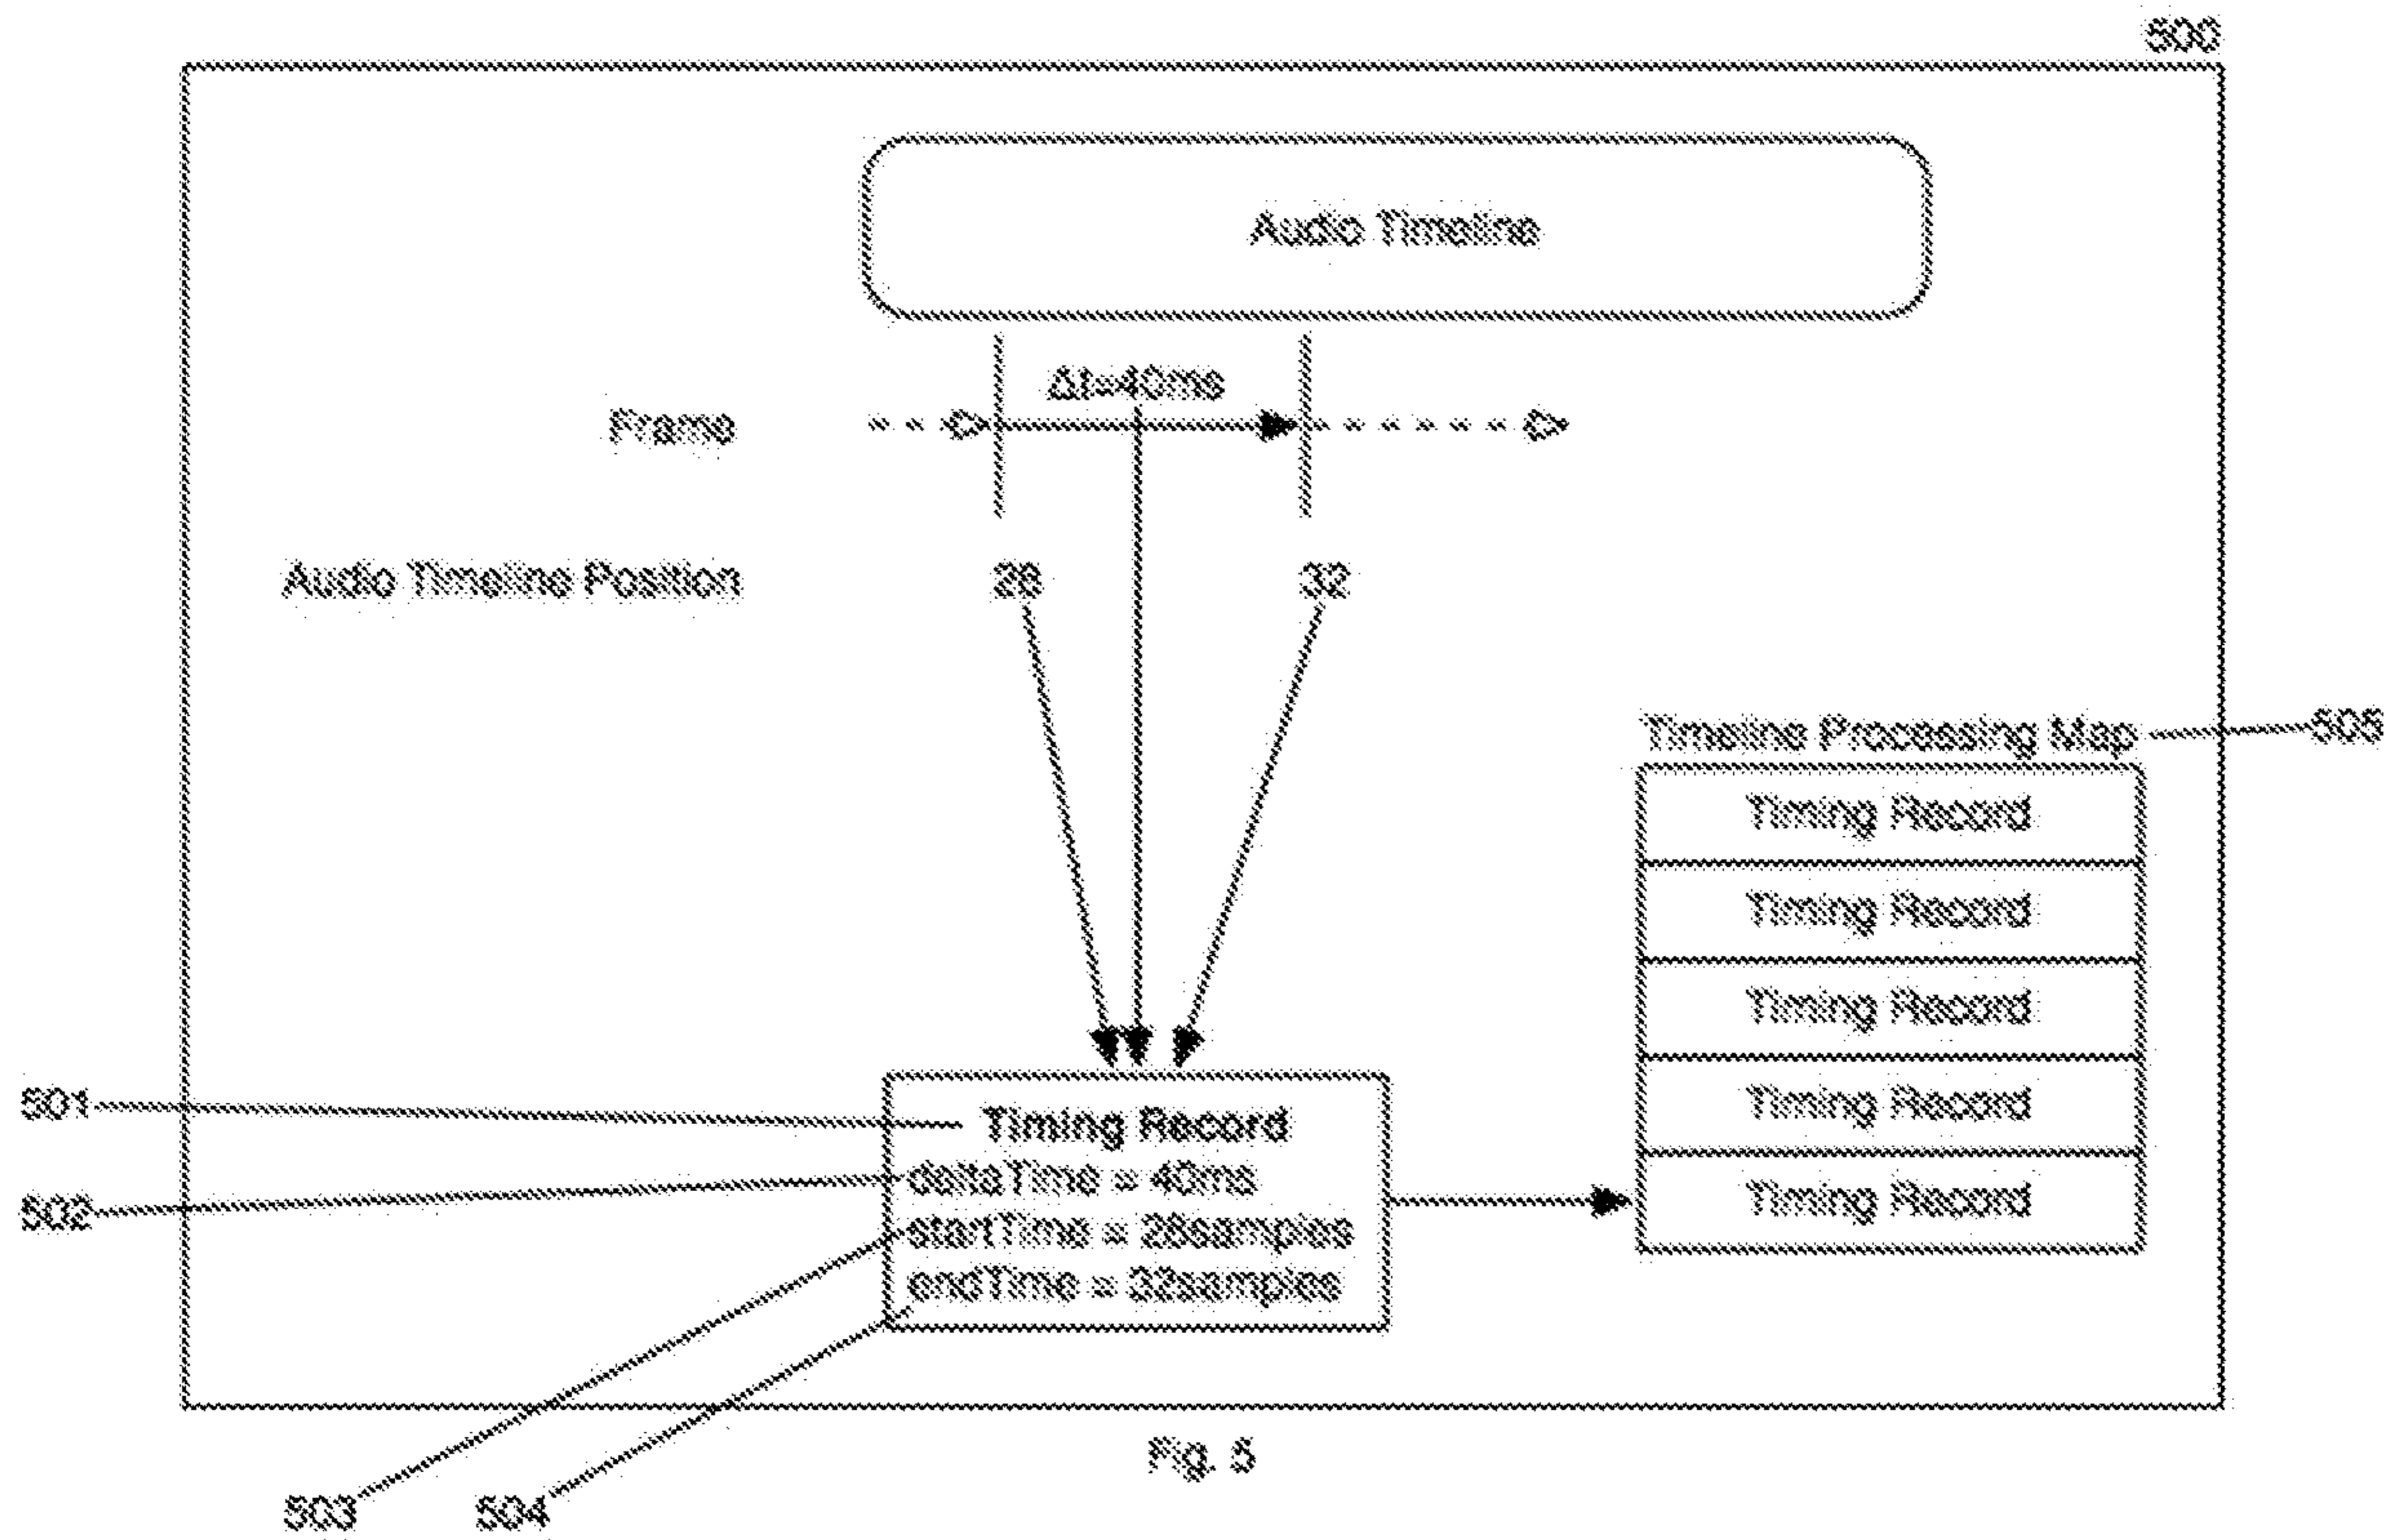 500
Audio Timeline
Δt=40ms
Frame
Audio Timeline Position
28
32
Timeline Processing Map
505
Timing Record
Timing Record
Timing Record
Timing Record
Timing Record
501
Timing Record
502
deltaTime = 40ms
startTime = 28samples
endTime = 32samples
Fig. 5
503
504